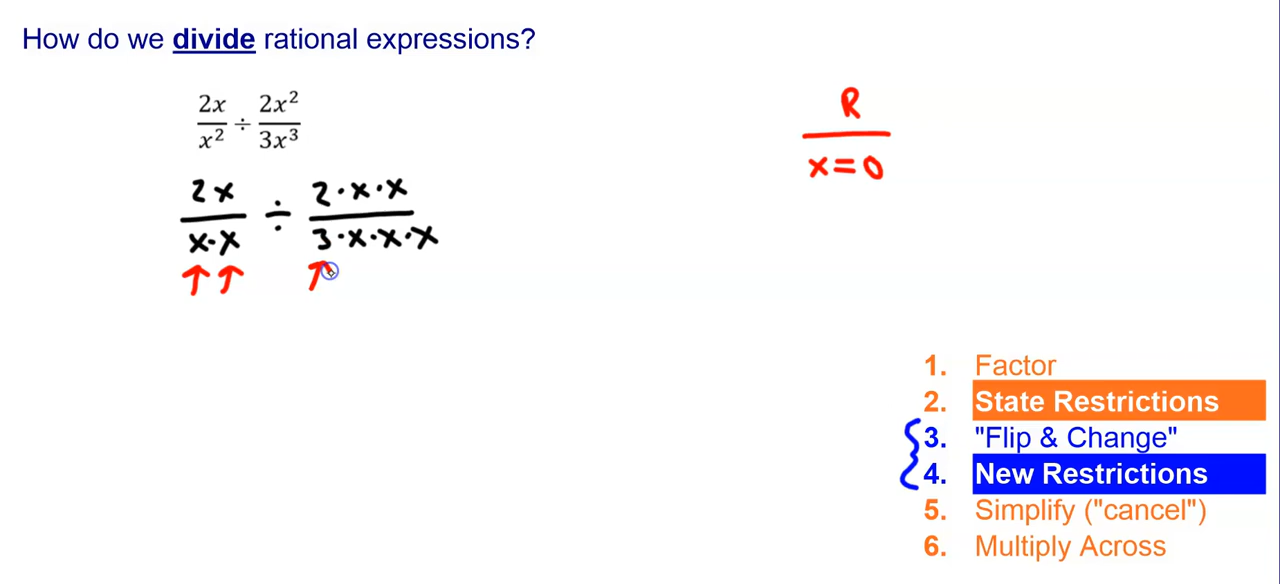 How do we divide rational expressions?
2x/x² ÷ 2x²/3x³
2x/x·x ÷ 2·x·x/3·x·x·x
R
x=0
1. Factor
2. State Restrictions
3. "Flip & Change"
4. New Restrictions
5. Simplify ("cancel")
6. Multiply Across